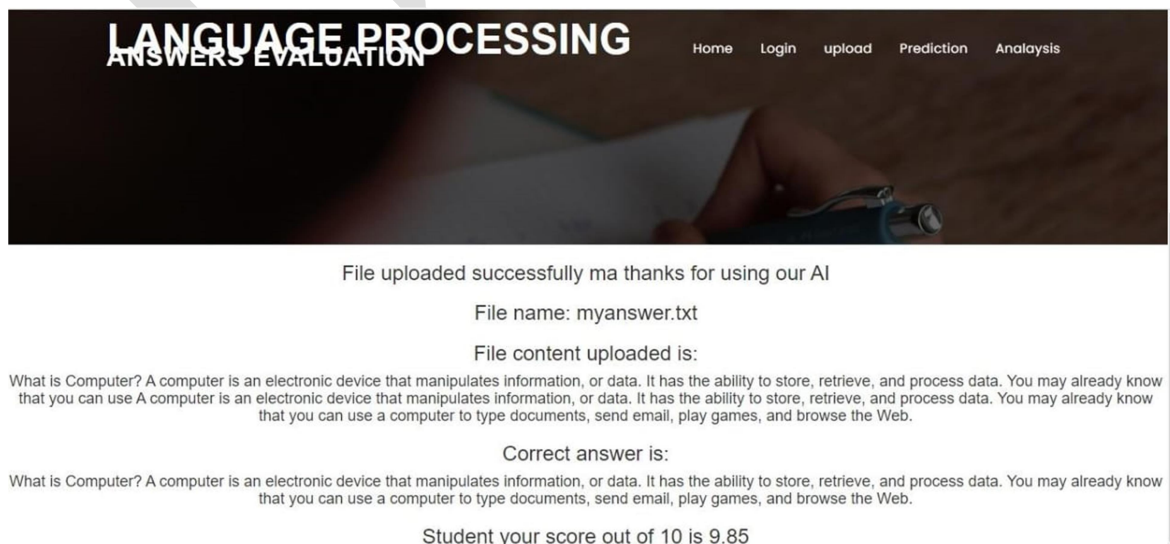 LANGUAGE PROCESSING
ANSWERS EVALUATION
Home Login upload Prediction Analaysis
File uploaded successfully ma thanks for using our AI
File name: myanswer.txt
File content uploaded is:
What is Computer? A computer is an electronic device that manipulates information, or data. It has the ability to store, retrieve, and process data. You may already know
that you can use A computer is an electronic device that manipulates information, or data. It has the ability to store, retrieve, and process data. You may already know
that you can use a computer to type documents, send email, play games, and browse the Web.
Correct answer is:
What is Computer? A computer is an electronic device that manipulates information, or data. It has the ability to store, retrieve, and process data. You may already know
that you can use a computer to type documents, send email, play games, and browse the Web.
Student your score out of 10 is 9.85